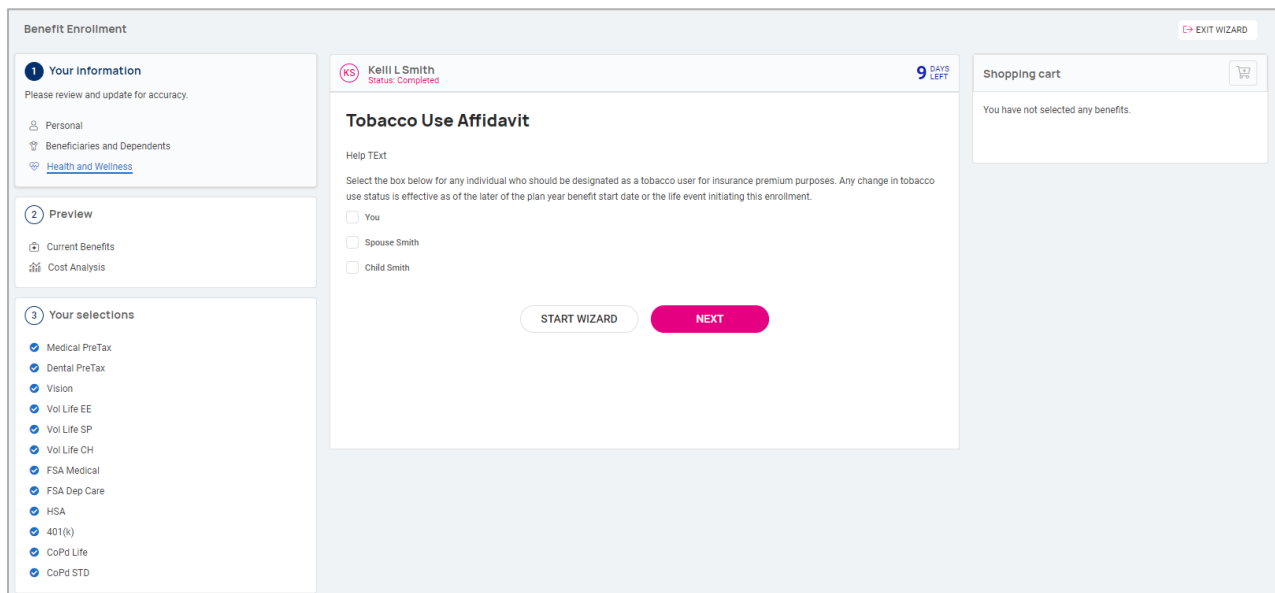 Benefit Enrollment
EXIT WIZARD
1 Your information
Please review and update for accuracy.
Personal
Beneficiaries and Dependents
Health and Wellness
2 Preview
Current Benefits
Cost Analysis
3 Your selections
Medical PreTax
Dental PreTax
Vision
Vol Life EE
Vol Life SP
Vol Life CH
FSA Medical
FSA Dep Care
HSA
401(k)
CoPd Life
CoPd STD
KS
Kelli L Smith
Status: Completed
9 DAYS
LEFT
Tobacco Use Affidavit
Help TExt
Select the box below for any individual who should be designated as a tobacco user for insurance premium purposes. Any change in tobacco
use status is effective as of the later of the plan year benefit start date or the life event initiating this enrollment.
You
Spouse Smith
Child Smith
START WIZARD
NEXT
Shopping cart
You have not selected any benefits.